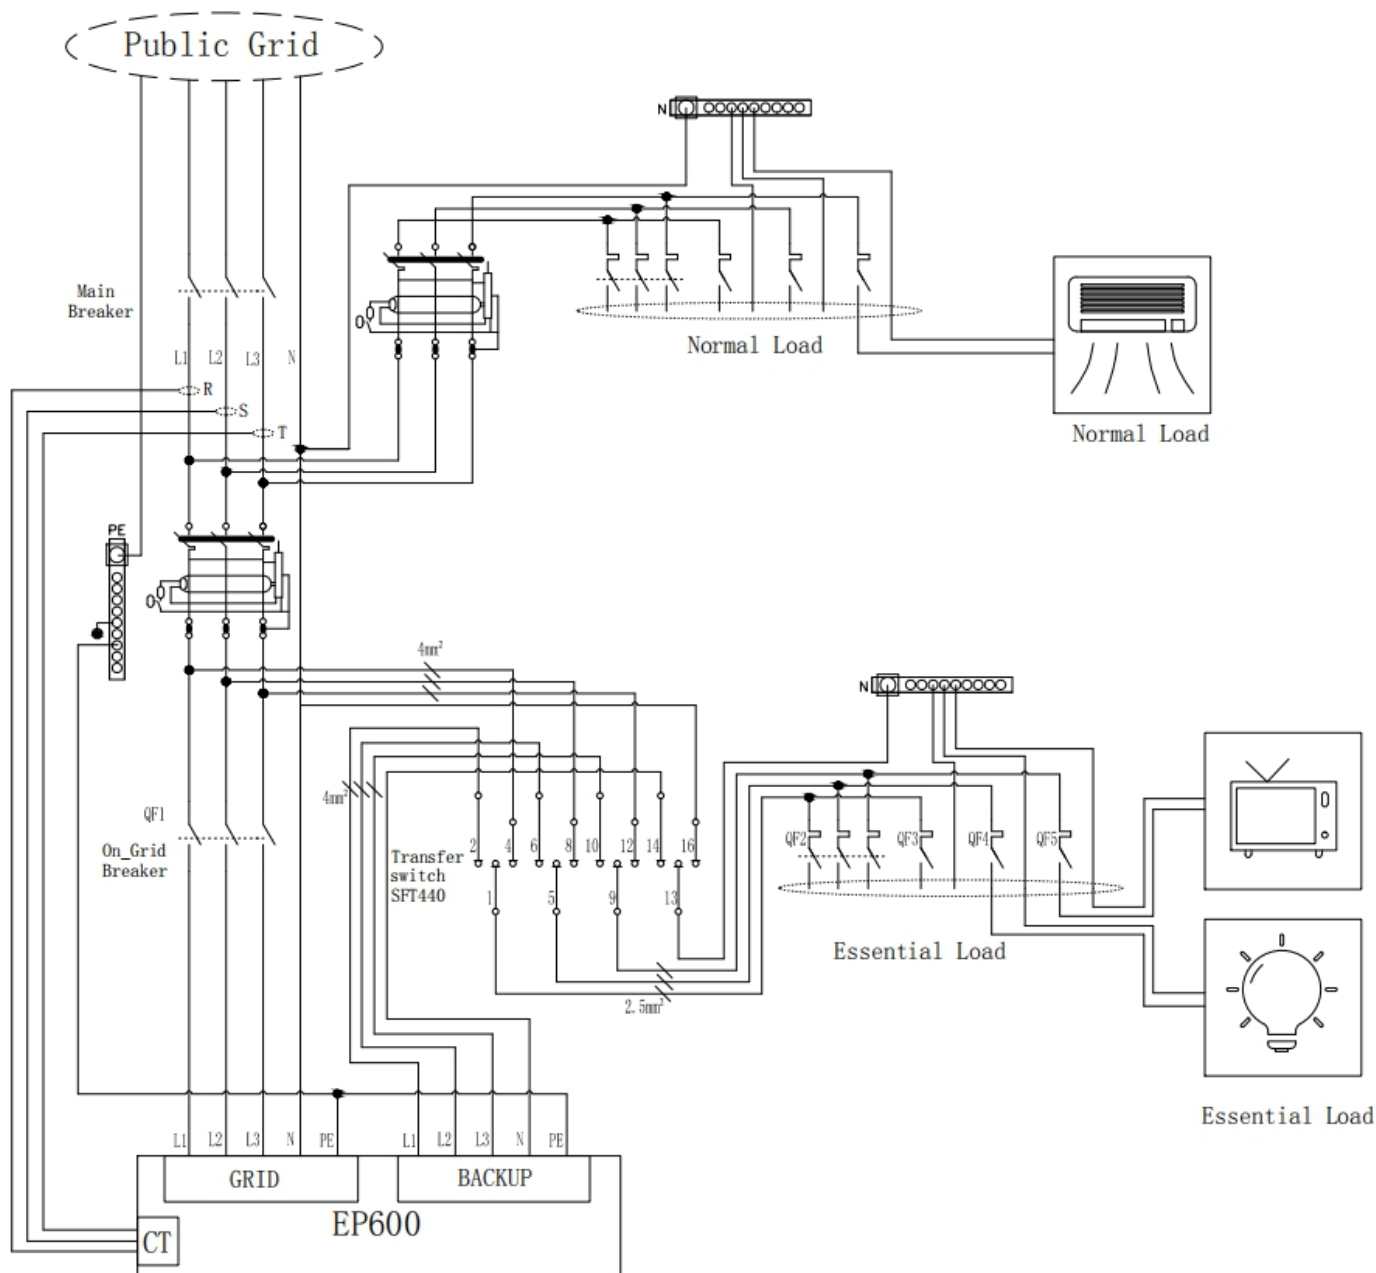 Public Grid
N
Main
Breaker
Normal Load
L1 L2 L3 N
R
S
T
Normal Load
PE
4mm²
N
4mm²
QF1
On_Grid
Breaker
Transfer
switch
SFT440
2 4 6 8 10 12 14 16
1 5 9 13
QF2 QF3 QF4 QF5
Essential Load
2.5mm²
Essential Load
L1 L2 L3 N PE
L1 L2 L3 N PE
GRID
BACKUP
EP600
CT